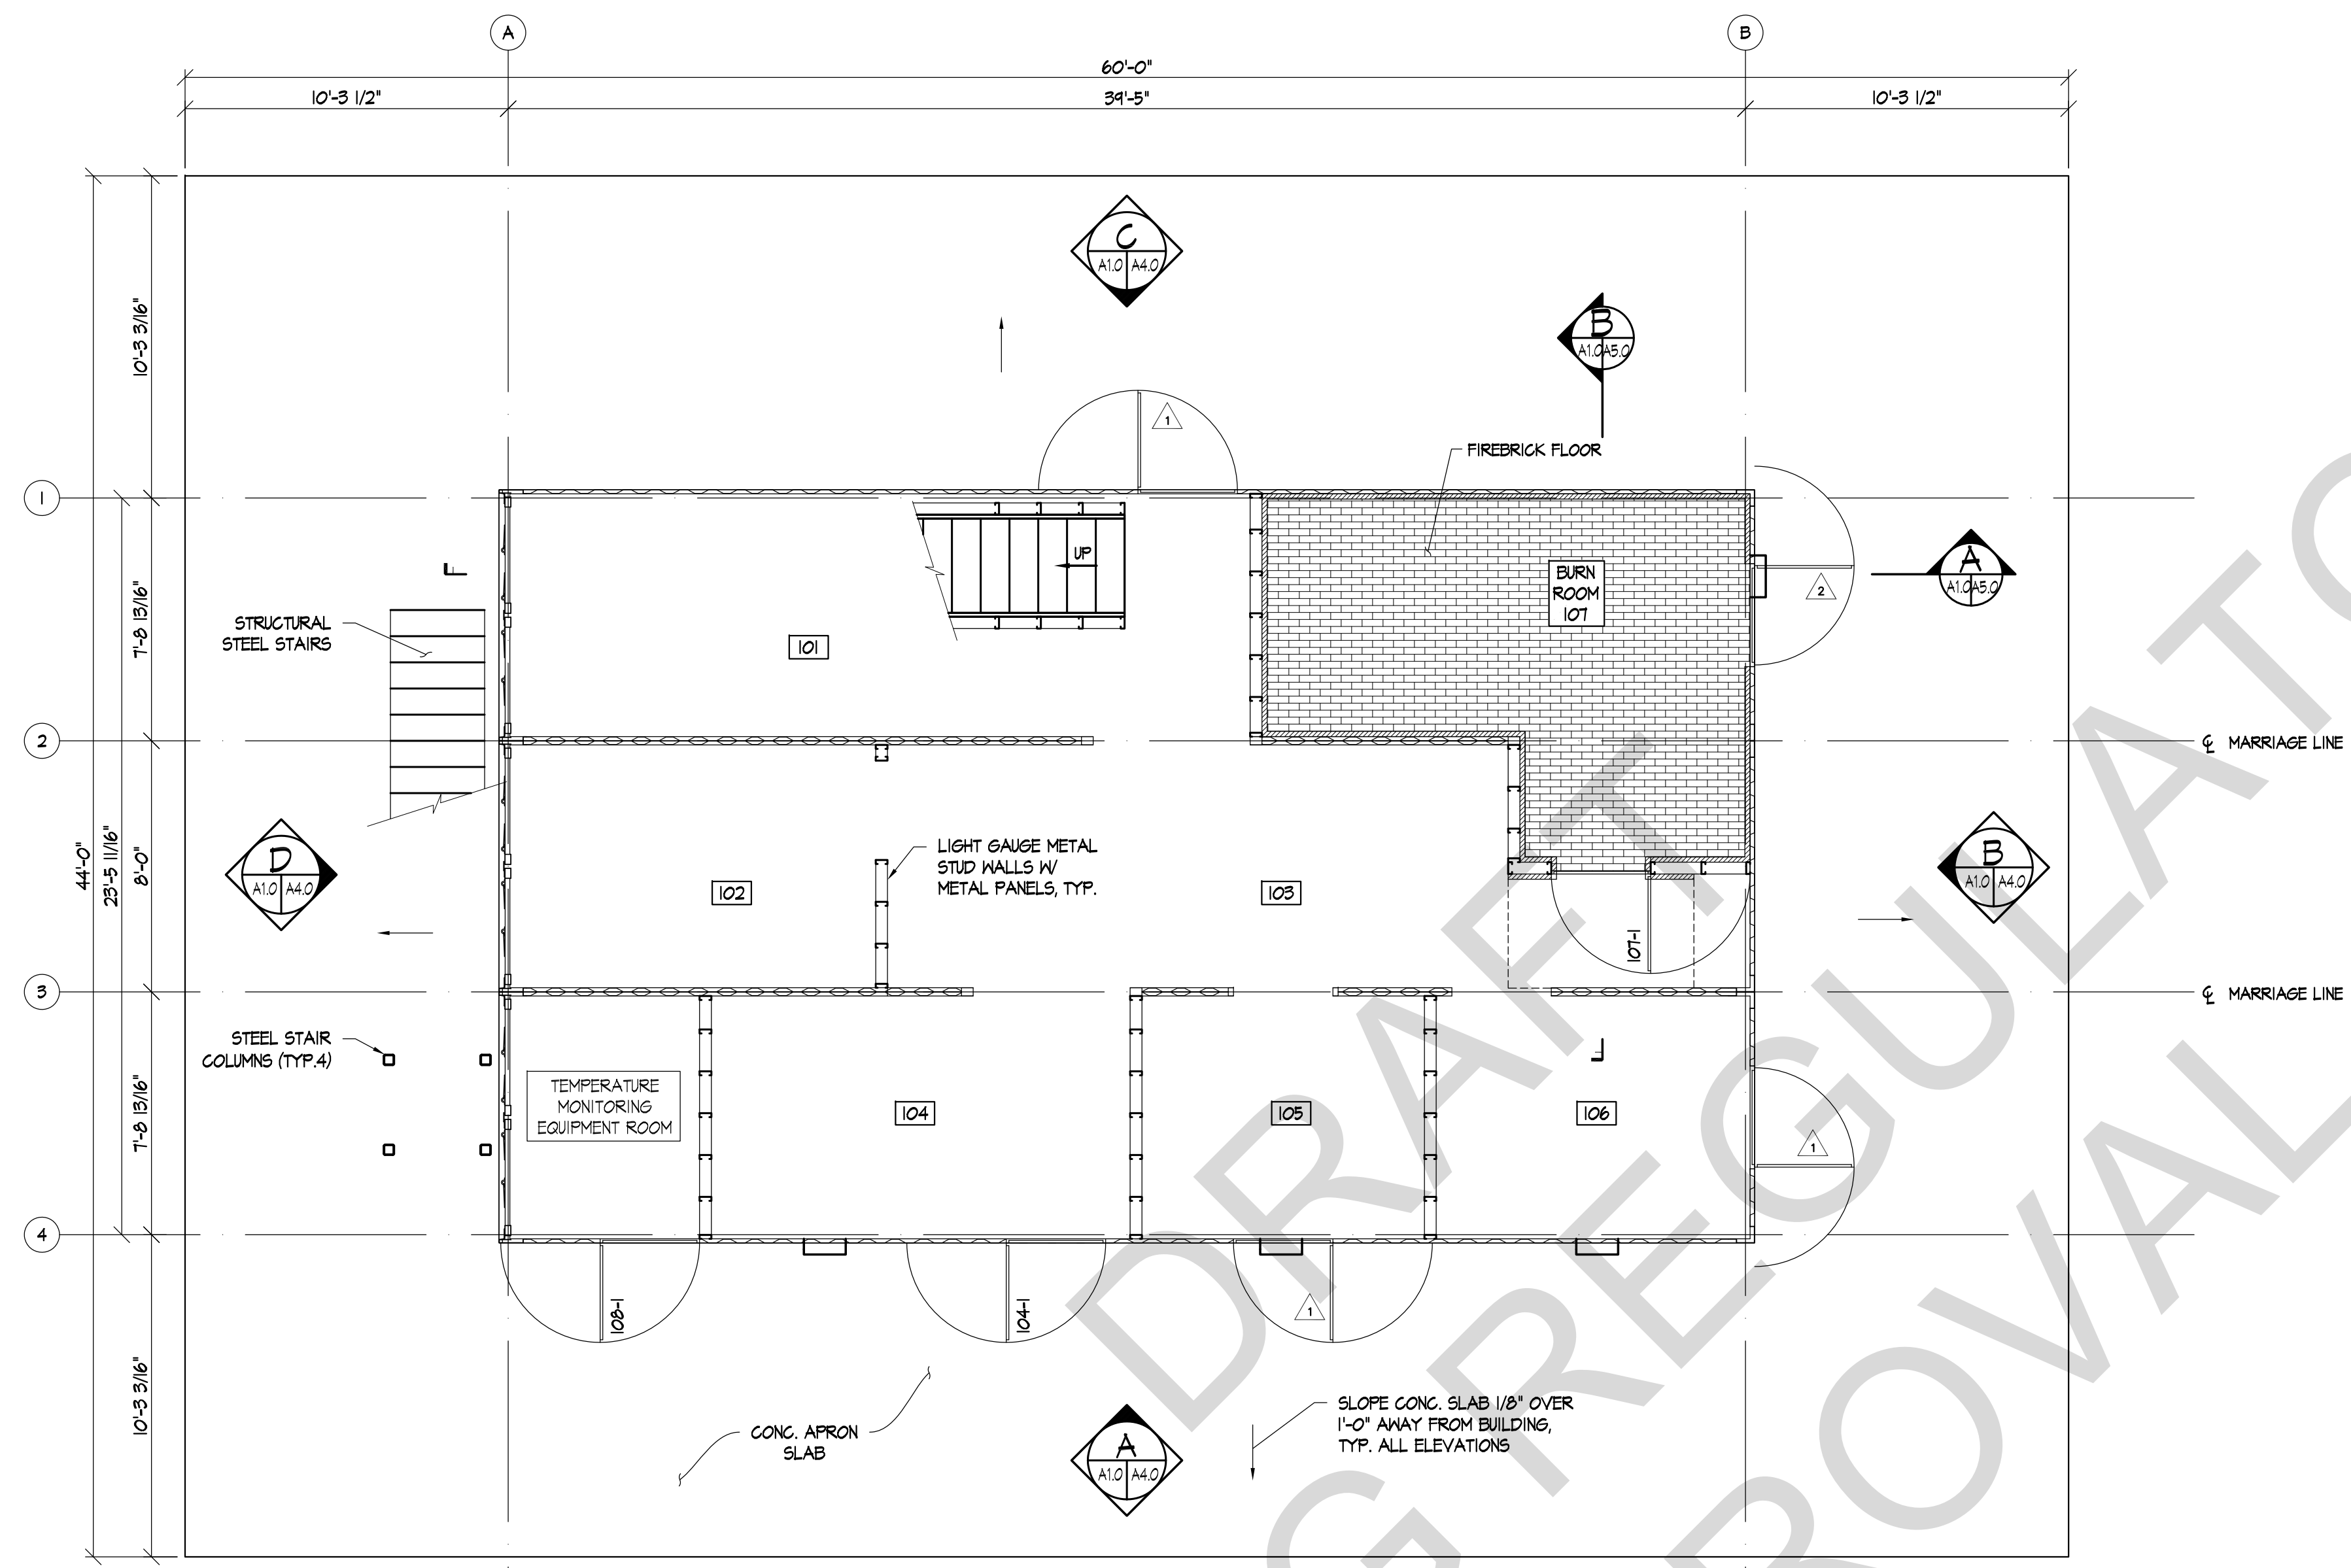 A
B
60'-0"
10'-3 1/2"
39'-5"
10'-3 1/2"
C
A1.0 A4.0
10'-3 3/16"
B
A1.0 A5.0
1
FIREBRICK FLOOR
1
UP
A
A1.0 A5.0
BURN
ROOM
107
2
7'-8 13/16"
STRUCTURAL
STEEL STAIRS
101
2
℄ MARRIAGE LINE
44'-0"
23'-5 11/16"
8'-0"
D
A1.0 A4.0
LIGHT GAUGE METAL
STUD WALLS W/
METAL PANELS, TYP.
B
A1.0 A4.0
102
103
107-1
3
℄ MARRIAGE LINE
STEEL STAIR
COLUMNS (TYP.4)
7'-8 13/16"
TEMPERATURE
MONITORING
EQUIPMENT ROOM
104
105
106
1
4
108-1
104-1
1
10'-3 3/16"
CONC. APRON
SLAB
A
A1.0 A4.0
SLOPE CONC. SLAB 1/8" OVER
1'-0" AWAY FROM BUILDING,
TYP. ALL ELEVATIONS
DRAFT